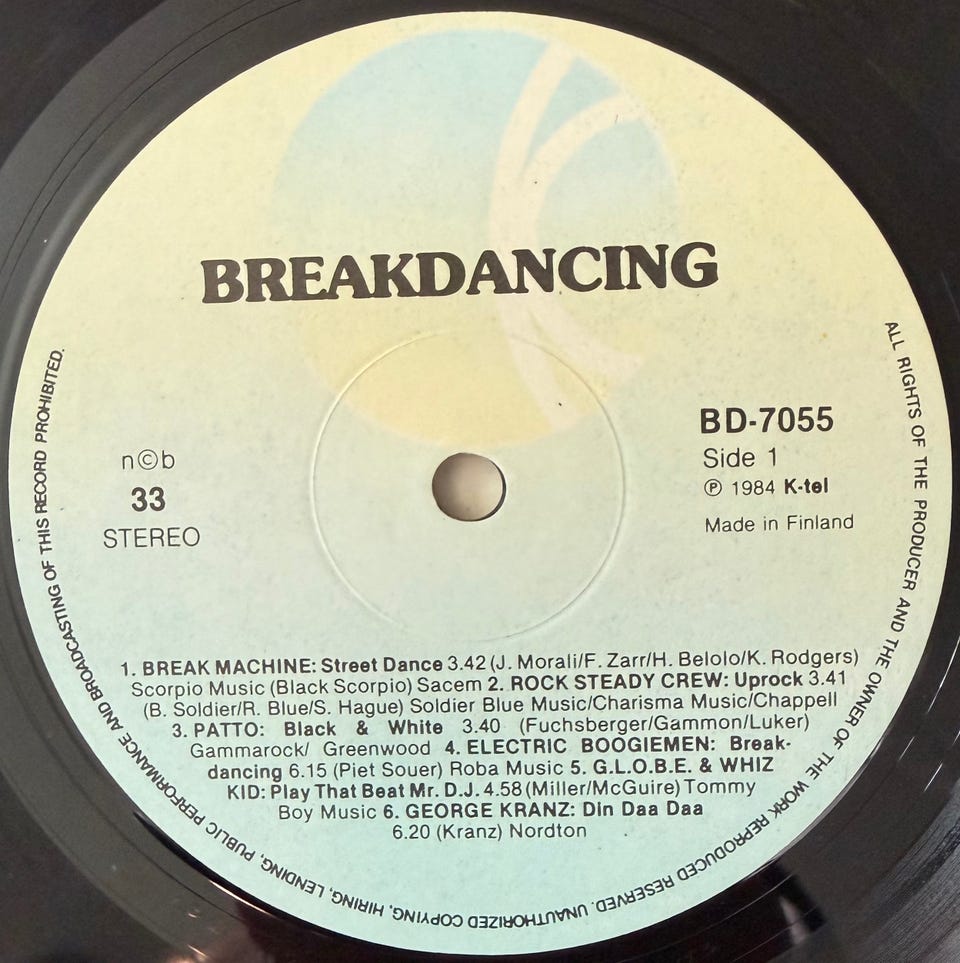 BREAKDANCING
BD-7055
Side 1
Ⓟ 1984 K-tel
Made in Finland
n©b
33
STEREO
1. BREAK MACHINE: Street Dance 3.42 (J. Morali/F. Zarr/H. Belolo/K. Rodgers)
Scorpio Music (Black Scorpio) Sacem 2. ROCK STEADY CREW: Uprock 3.41
(B. Soldier/R. Blue/S. Hague) Soldier Blue Music/Charisma Music/Chappell
3. PATTO: Black & White 3.40 (Fuchsberger/Gammon/Luker)
Gammarock/ Greenwood 4. ELECTRIC BOOGIEMEN: Break-
dancing 6.15 (Piet Souer) Roba Music 5. G.L.O.B.E. & WHIZ
KID: Play That Beat Mr. D.J. 4.58 (Miller/McGuire) Tommy
Boy Music 6. GEORGE KRANZ: Din Daa Daa
6.20 (Kranz) Nordton
ALL RIGHTS OF THE PRODUCER AND THE OWNER OF THE WORK REPRODUCED RESERVED. UNAUTHORIZED COPYING, HIRING, LENDING, PUBLIC PERFORMANCE AND BROADCASTING OF THIS RECORD PROHIBITED.